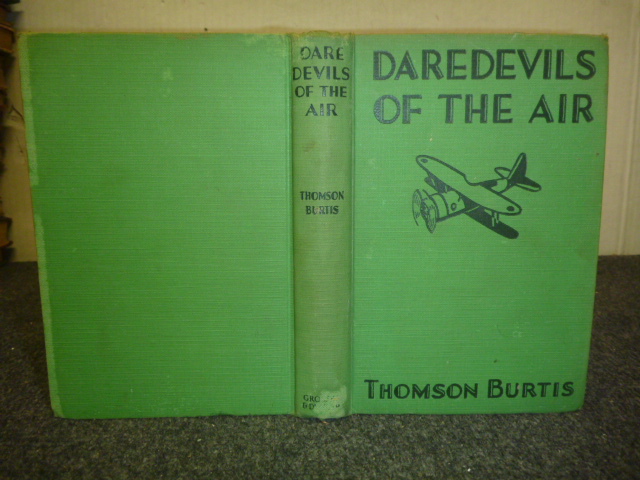 DARE
DEVILS
OF THE
AIR
THOMSON
BURTIS
DAREDEVILS
OF THE AIR
THOMSON BURTIS